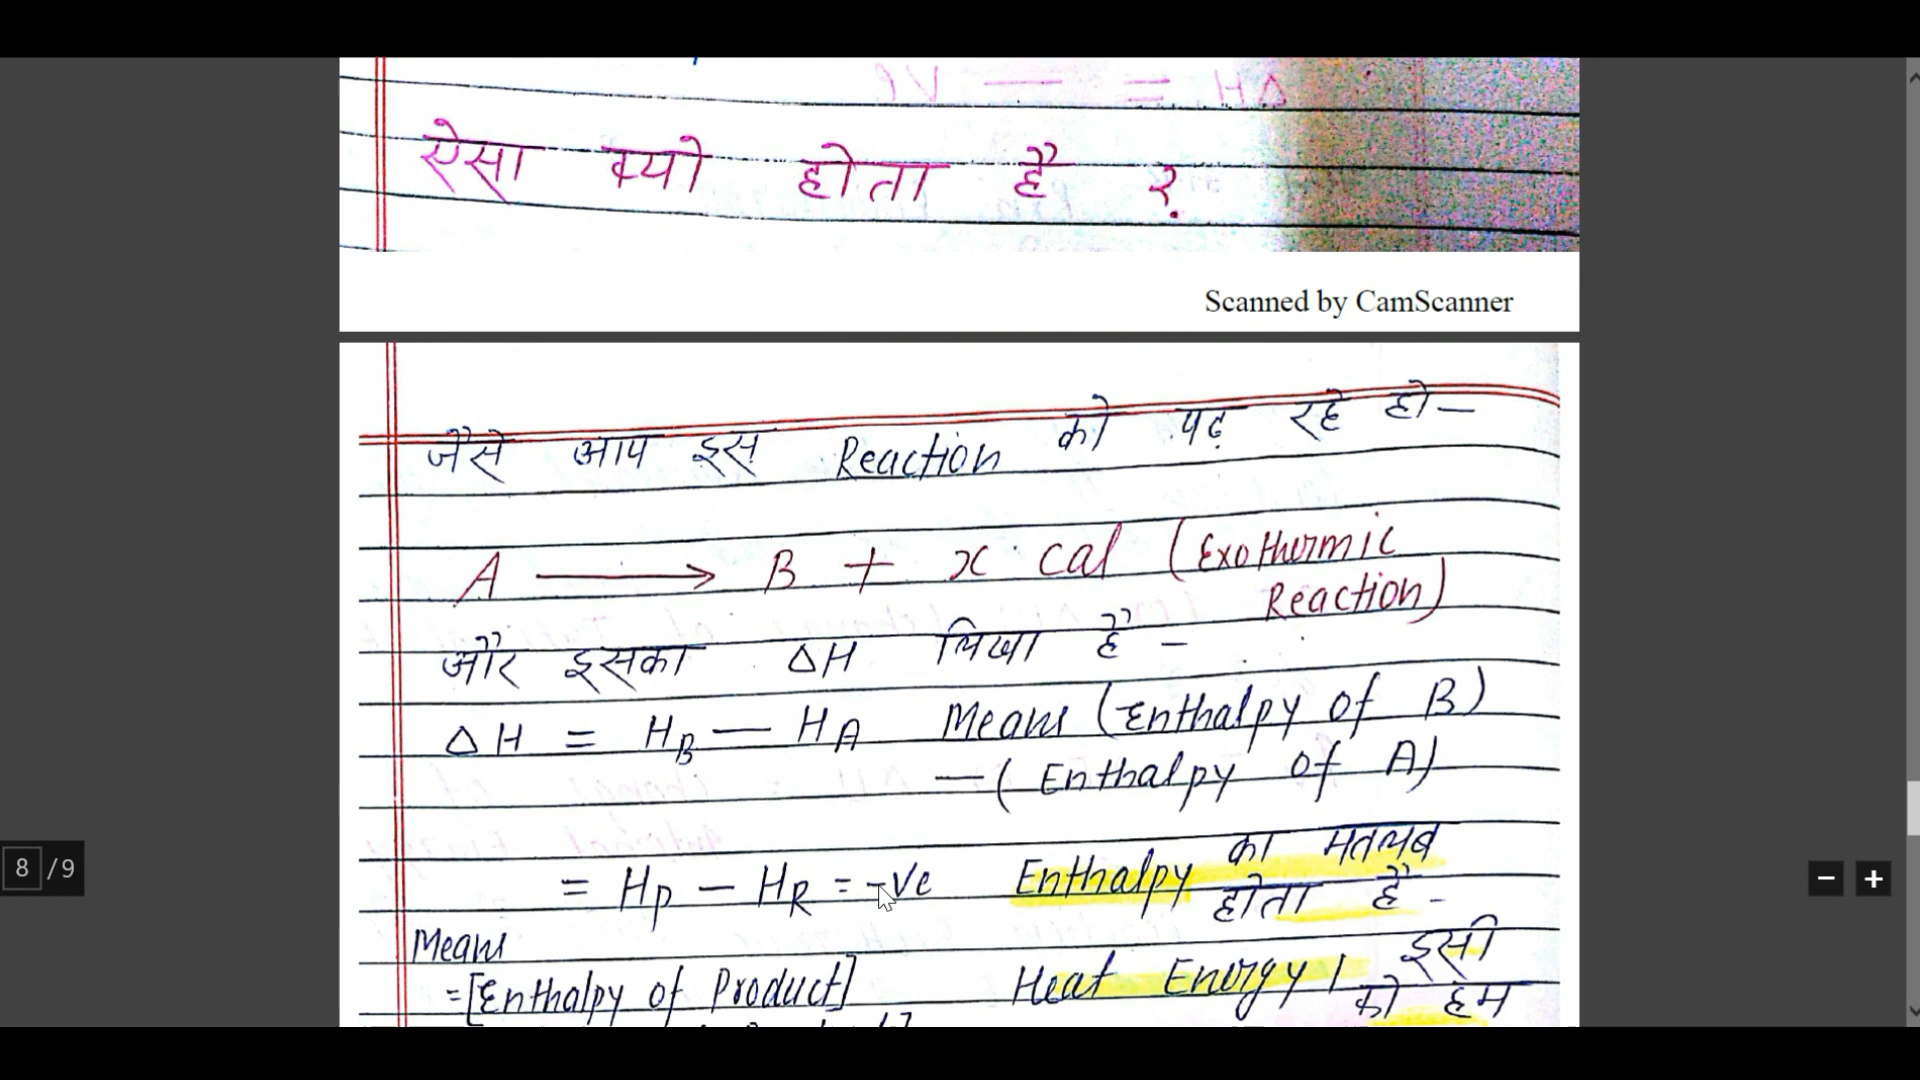 ऐसा क्यो होता है ?
Scanned by CamScanner
जैसे आप इस Reaction को पढ़ रहे हो -
A → B + x cal (Exothermic
Reaction)
और इसका ΔH लिखा है -
ΔH = H_B — H_A Means (Enthalpy of B)
— (Enthalpy of A)
= H_P - H_R = -ve Enthalpy का मतलब
होता है -
Means
= [Enthalpy of Product] Heat Energy । इसी
को हम
8 / 9